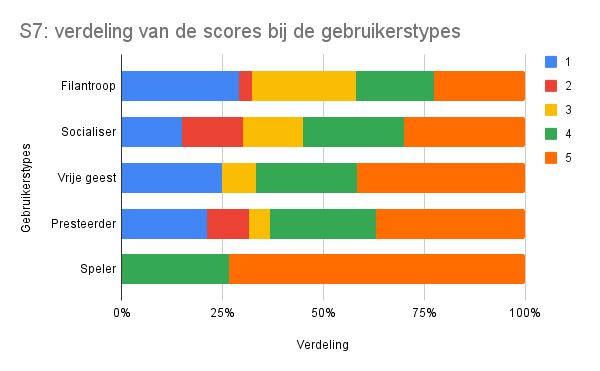 S7: verdeling van de scores bij de gebruikerstypes
1
2
3
4
5
Gebruikerstypes
Filantroop
Socialiser
Vrije geest
Presteerder
Speler
0% 25% 50% 75% 100%
Verdeling